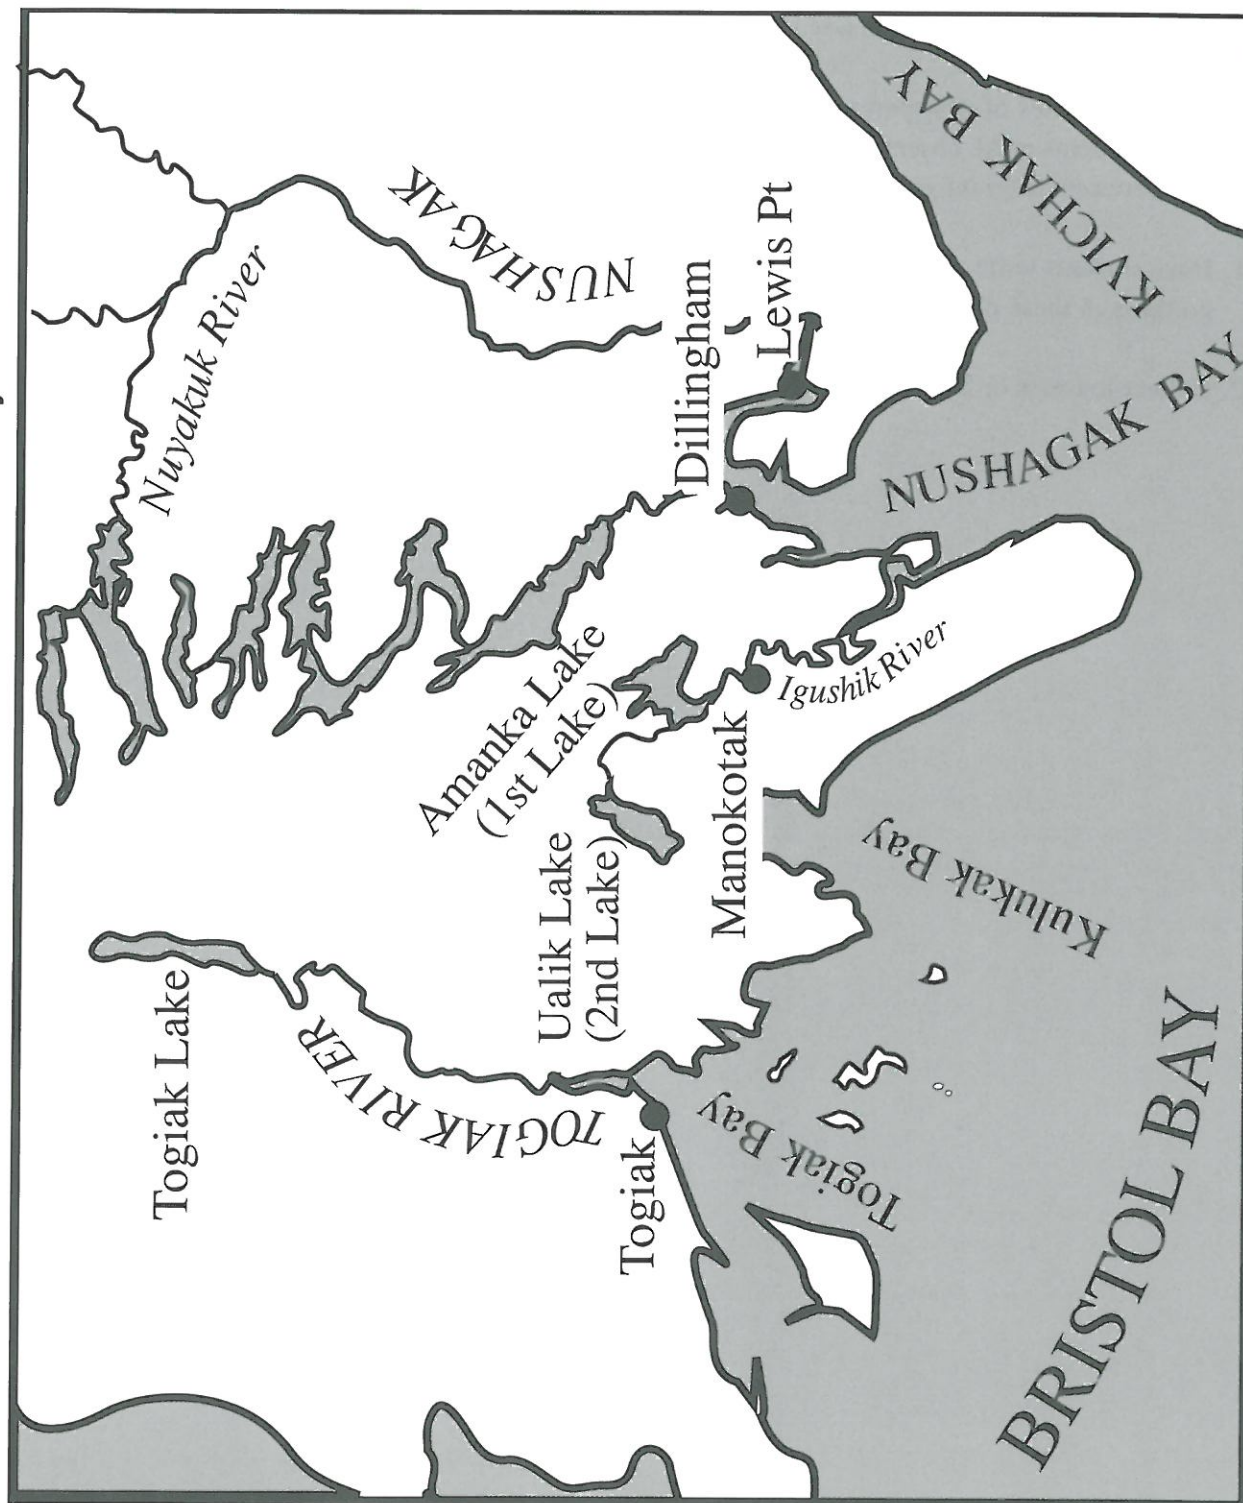 Togiak Lake
TOGIAK RIVER
Togiak
Ualik Lake
(2nd Lake)
Amanka Lake
(1st Lake)
Manokotak
Igushik River
Nuyakuk River
NUSHAGAK
Dillingham
Lewis Pt
Togiak Bay
Kulukak Bay
NUSHAGAK BAY
KVICHAK BAY
BRISTOL BAY